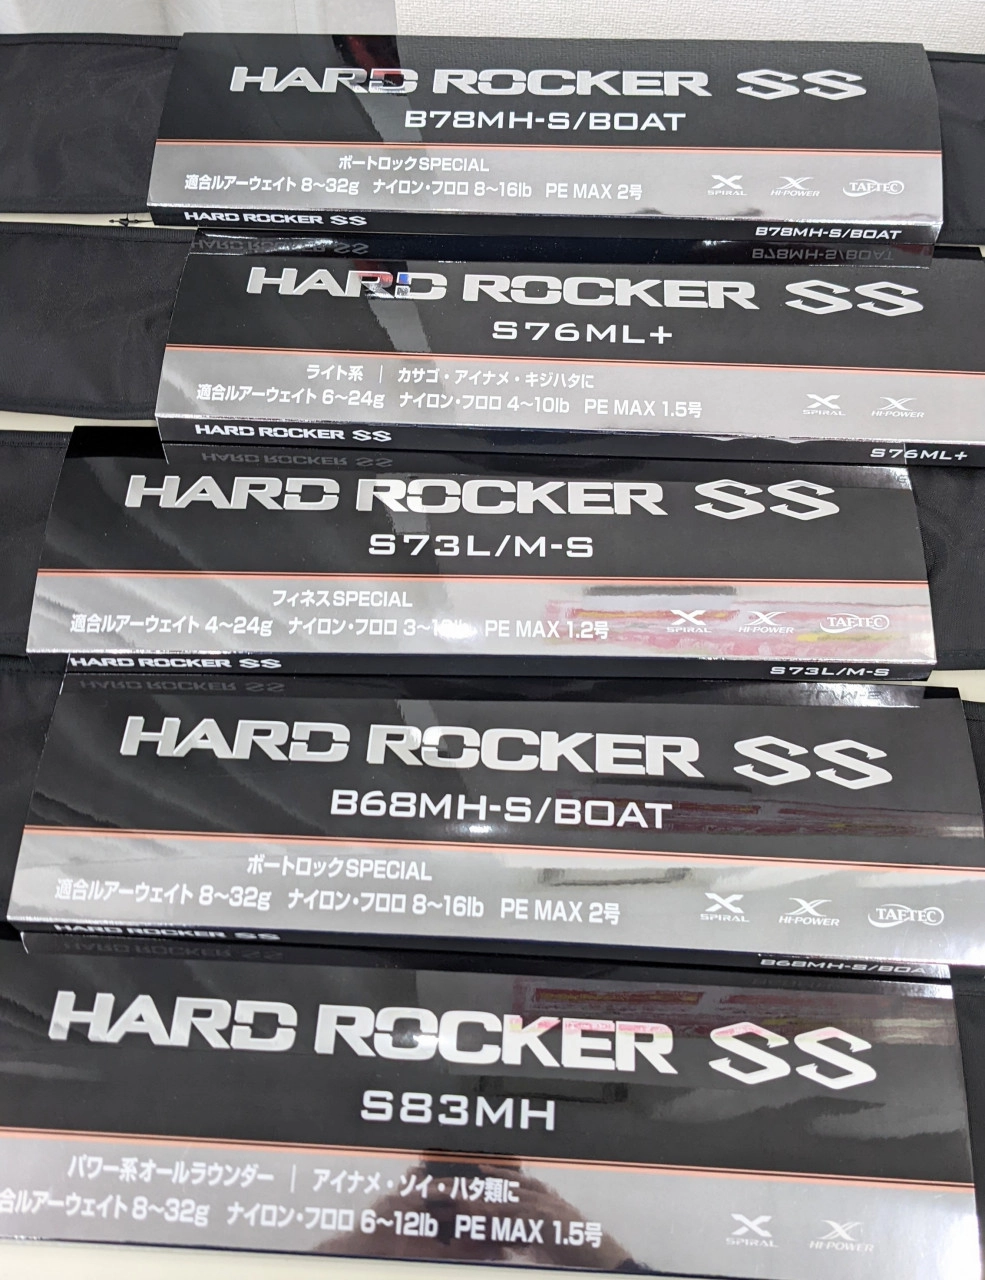 HARD ROCKER SS
B78MH-S/BOAT
ボートロックSPECIAL
適合ルアーウェイト 8～32g ナイロン・フロロ 8～16lb PE MAX 2号
X SPIRAL X HI-POWER TAFTEC
HARD ROCKER SS B78MH-S/BOAT
HARD ROCKER SS
S76ML+
ライト系 | カサゴ・アイナメ・キジハタに
適合ルアーウェイト 6～24g ナイロン・フロロ 4～10lb PE MAX 1.5号
X SPIRAL X HI-POWER
HARD ROCKER SS S76ML+
HARD ROCKER SS
S73L/M-S
フィネスSPECIAL
適合ルアーウェイト 4～24g ナイロン・フロロ PE MAX 1.2号
X SPIRAL X HI-POWER TAFTEC
HARD ROCKER SS S73L/M-S
HARD ROCKER SS
B68MH-S/BOAT
ボートロックSPECIAL
適合ルアーウェイト 8～32g ナイロン・フロロ 8～16lb PE MAX 2号
X SPIRAL X HI-POWER TAFTEC
HARD ROCKER SS B68MH-S/BOA
HARD ROCKER SS
S83MH
パワー系オールラウンダー | アイナメ・ソイ・ハタ類に
合ルアーウェイト 8～32g ナイロン・フロロ 6～12lb PE MAX 1.5号
X SPIRAL X HI-POWER